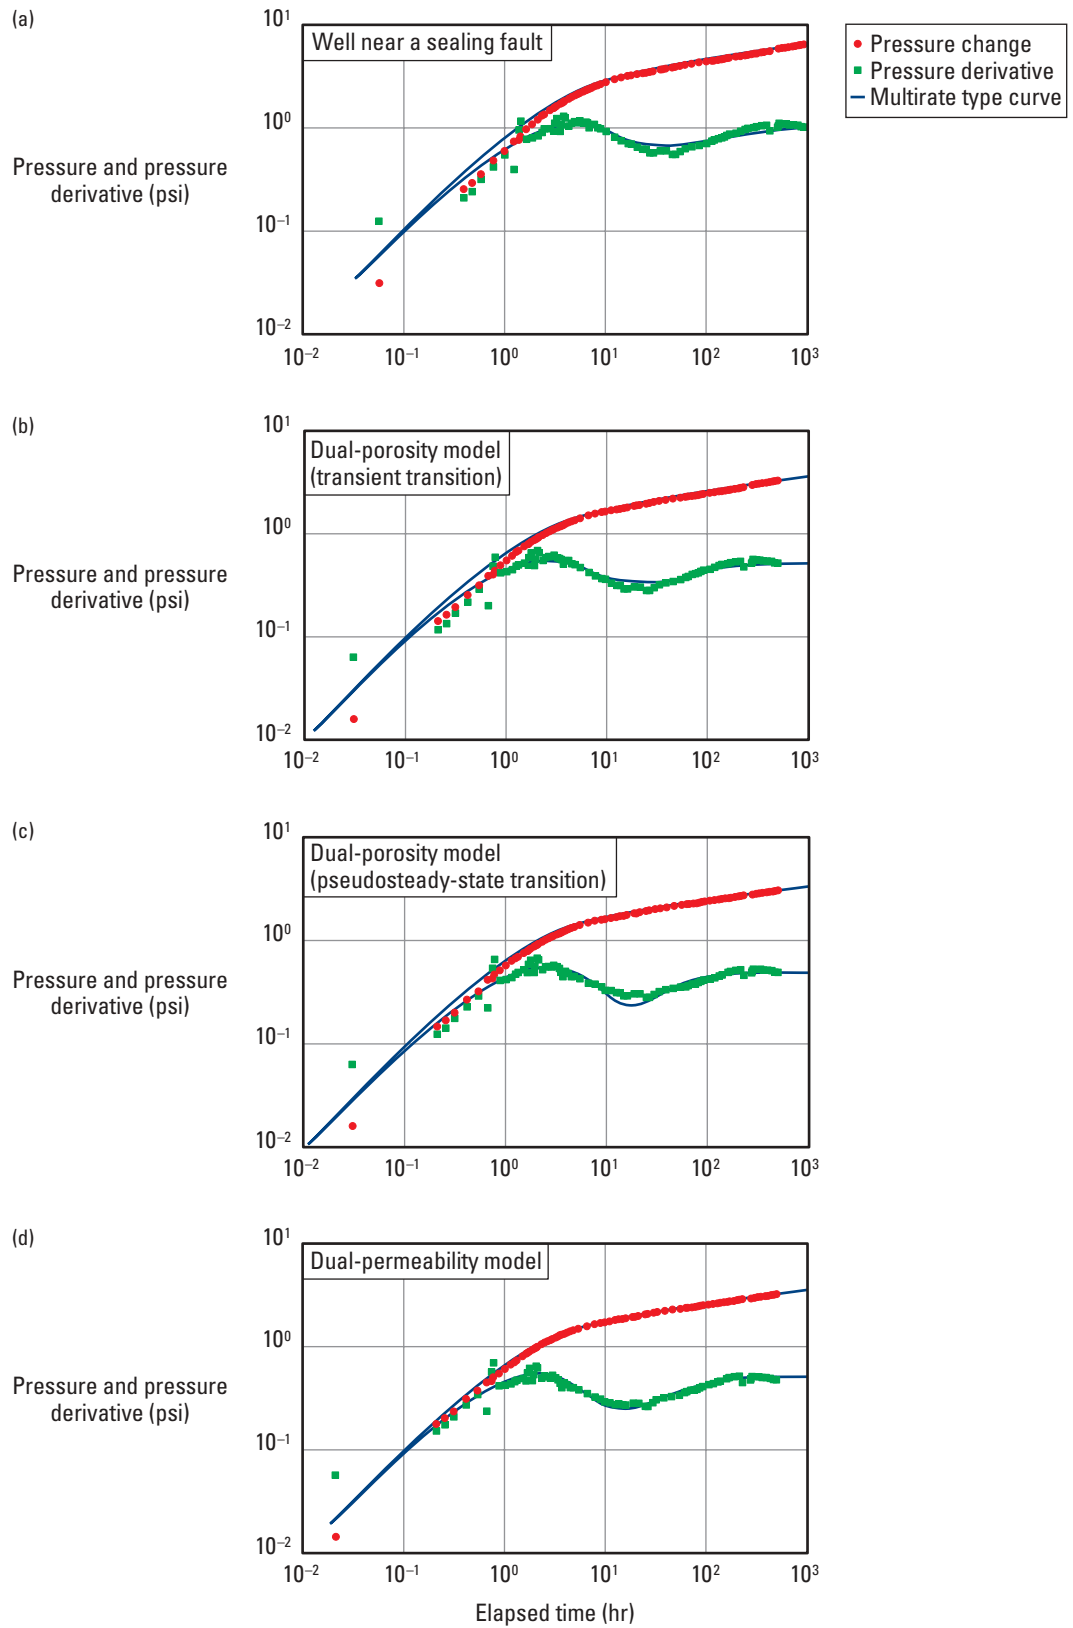 (a)
Well near a sealing fault
Pressure change
Pressure derivative
Multirate type curve
Pressure and pressure
derivative (psi)
10¹
10⁰
10⁻¹
10⁻²
10⁻² 10⁻¹ 10⁰ 10¹ 10² 10³
(b)
Dual-porosity model
(transient transition)
Pressure and pressure
derivative (psi)
10¹
10⁰
10⁻¹
10⁻²
10⁻² 10⁻¹ 10⁰ 10¹ 10² 10³
(c)
Dual-porosity model
(pseudosteady-state transition)
Pressure and pressure
derivative (psi)
10¹
10⁰
10⁻¹
10⁻²
10⁻² 10⁻¹ 10⁰ 10¹ 10² 10³
(d)
Dual-permeability model
Pressure and pressure
derivative (psi)
10¹
10⁰
10⁻¹
10⁻²
10⁻² 10⁻¹ 10⁰ 10¹ 10² 10³
Elapsed time (hr)